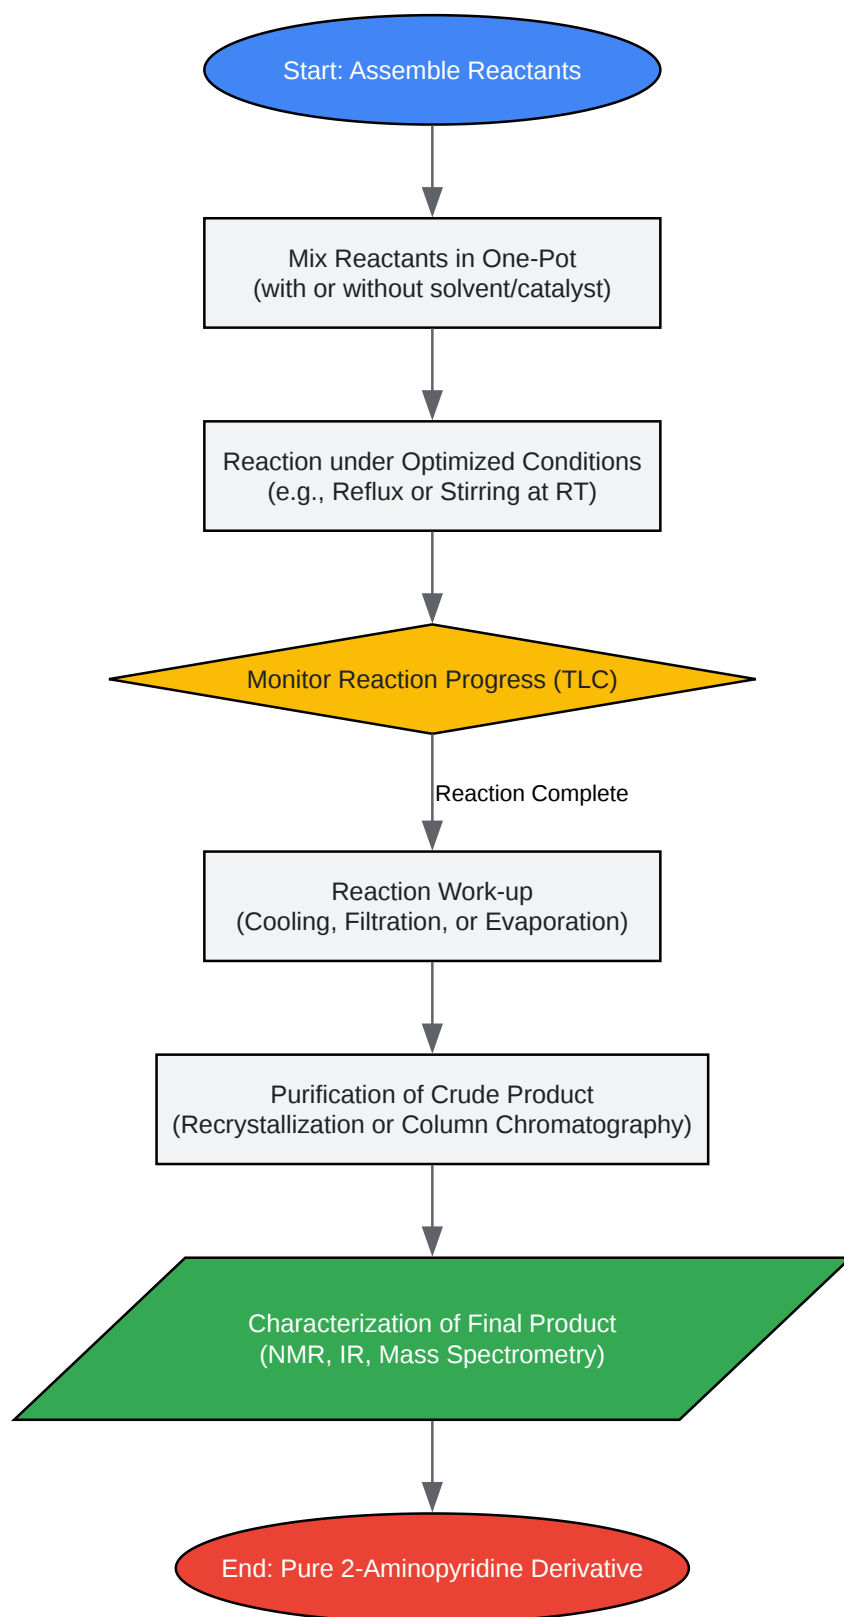 Start: Assemble Reactants
Mix Reactants in One-Pot
(with or without solvent/catalyst)
Reaction under Optimized Conditions
(e.g., Reflux or Stirring at RT)
Monitor Reaction Progress (TLC)
Reaction Complete
Reaction Work-up
(Cooling, Filtration, or Evaporation)
Purification of Crude Product
(Recrystallization or Column Chromatography)
Characterization of Final Product
(NMR, IR, Mass Spectrometry)
End: Pure 2-Aminopyridine Derivative